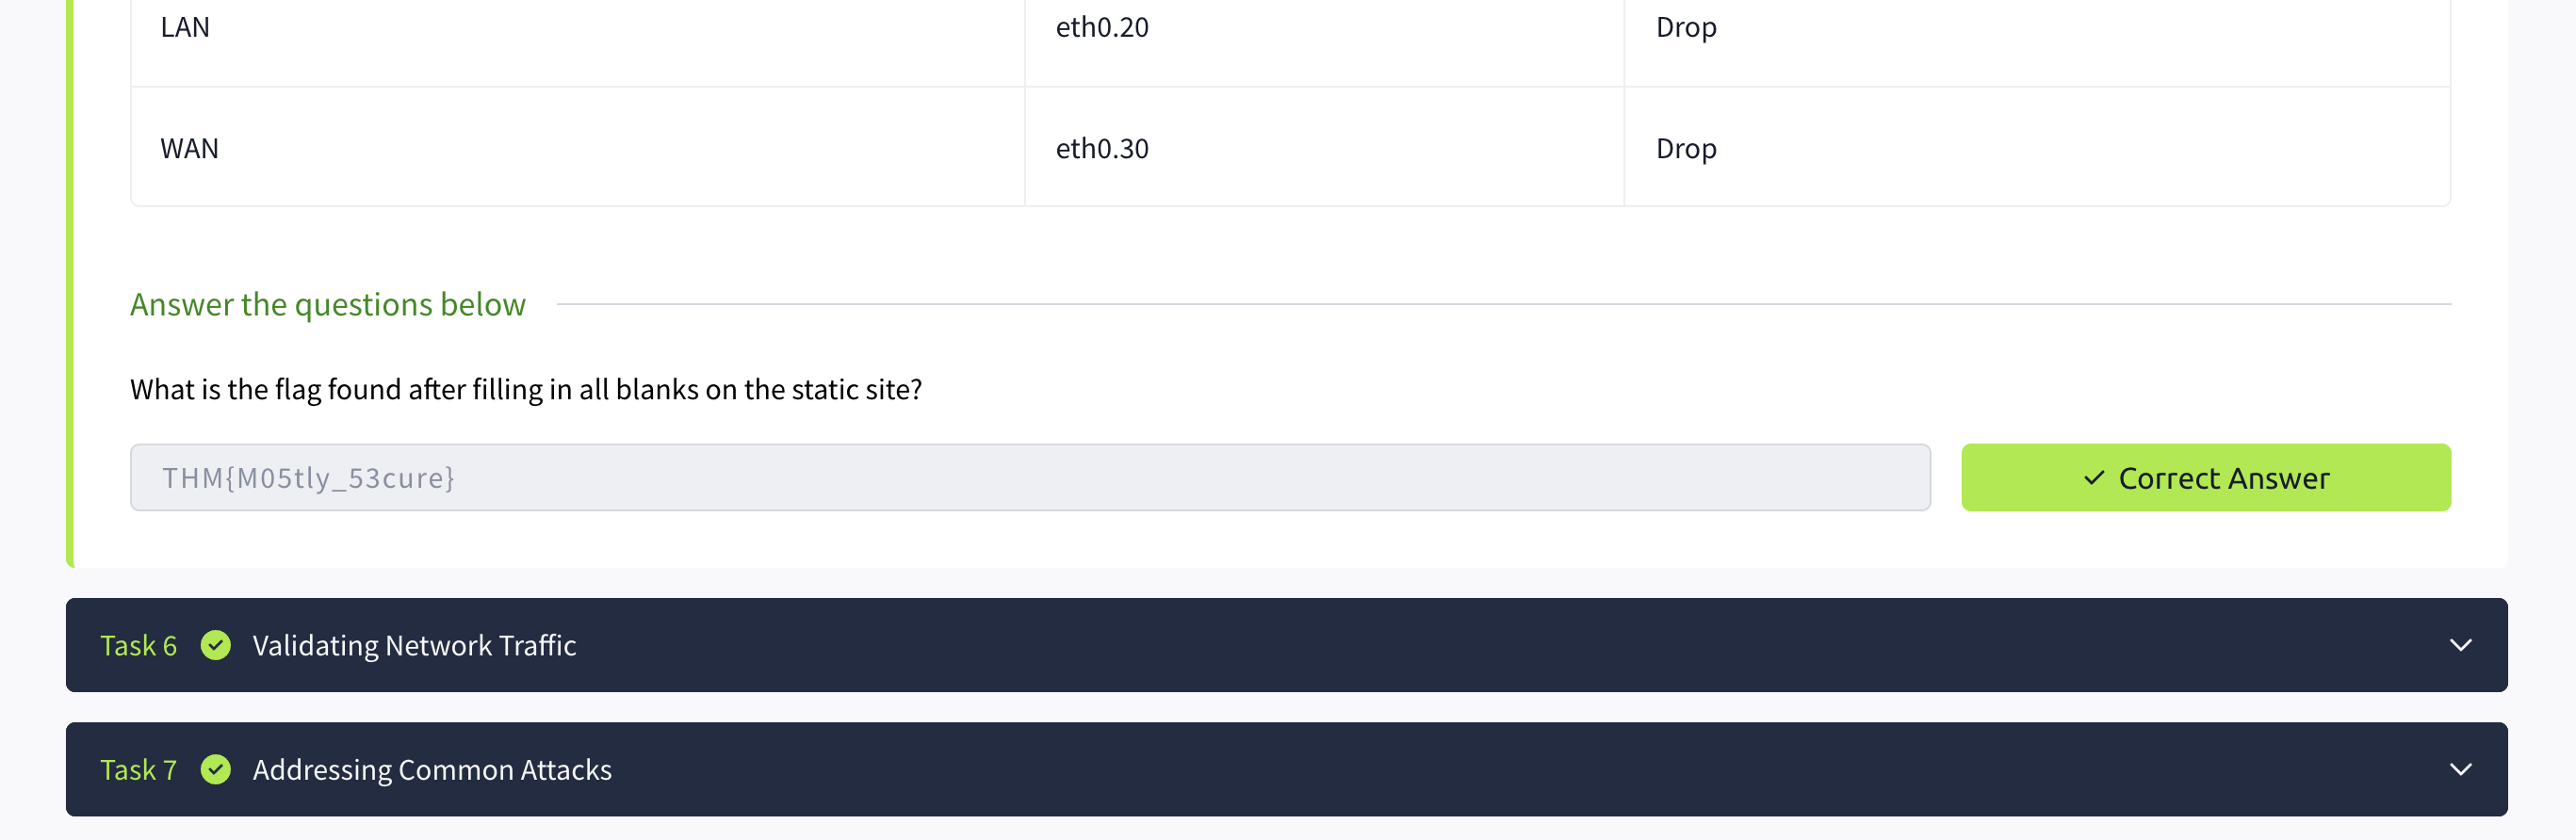 LAN eth0.20 Drop
WAN eth0.30 Drop
Answer the questions below
What is the flag found after filling in all blanks on the static site?
THM{M05tly_53cure} Correct Answer
Task 6 Validating Network Traffic
Task 7 Addressing Common Attacks